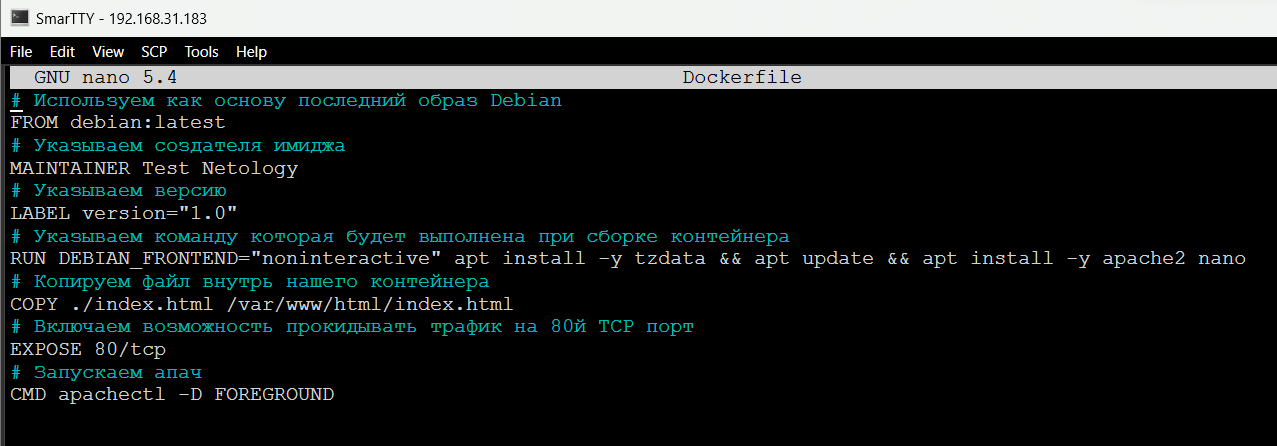 SmarTTY - 192.168.31.183
File Edit View SCP Tools Help
GNU nano 5.4 Dockerfile
# Используем как основу последний образ Debian
FROM debian:latest
# Указываем создателя имиджа
MAINTAINER Test Netology
# Указываем версию
LABEL version="1.0"
# Указываем команду которая будет выполнена при сборке контейнера
RUN DEBIAN_FRONTEND="noninteractive" apt install -y tzdata && apt update && apt install -y apache2 nano
# Копируем файл внутрь нашего контейнера
COPY ./index.html /var/www/html/index.html
# Включаем возможность прокидывать трафик на 80й TCP порт
EXPOSE 80/tcp
# Запускаем апач
CMD apachectl -D FOREGROUND